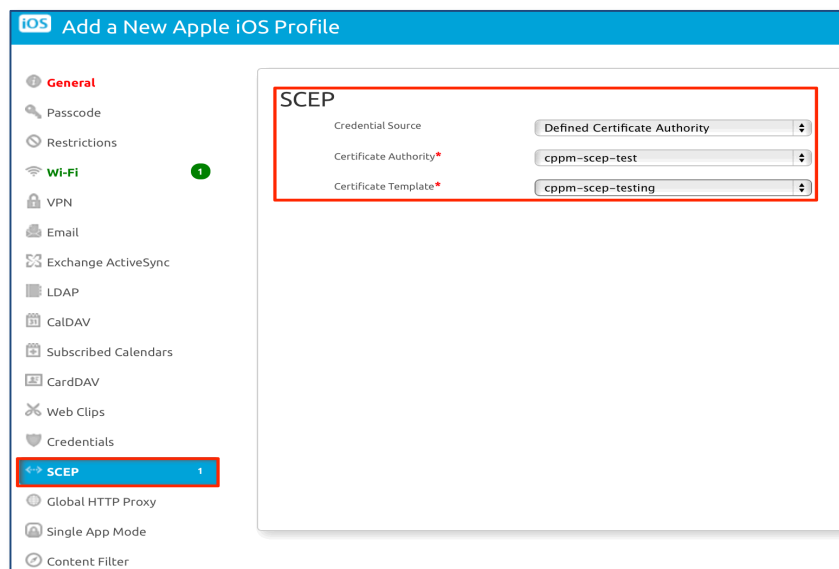 iOS Add a New Apple iOS Profile
General
Passcode
Restrictions
Wi-Fi 1
VPN
Email
Exchange ActiveSync
LDAP
31 CalDAV
Subscribed Calendars
CardDAV
Web Clips
Credentials
SCEP 1
Global HTTP Proxy
Single App Mode
Content Filter
SCEP
Credential Source Defined Certificate Authority
Certificate Authority* cppm-scep-test
Certificate Template* cppm-scep-testing